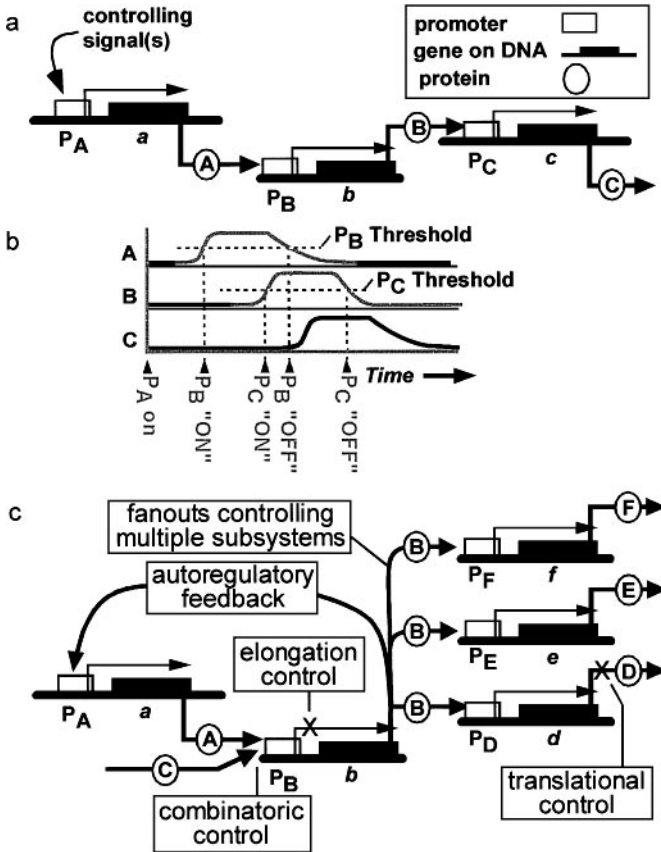 a
controlling
signal(s)
promoter
gene on DNA
protein
P_A
a
A
P_B
b
B
P_C
c
C
b
A
P_B Threshold
B
P_C Threshold
C
Time
P_A on
P_B "ON"
P_C "ON"
P_B "OFF"
P_C "OFF"
c
fanouts controlling
multiple subsystems
autoregulatory
feedback
elongation
control
B
P_F
f
F
B
P_E
e
E
P_A
a
A
C
P_B
b
B
P_D
d
D
combinatoric
control
translational
control